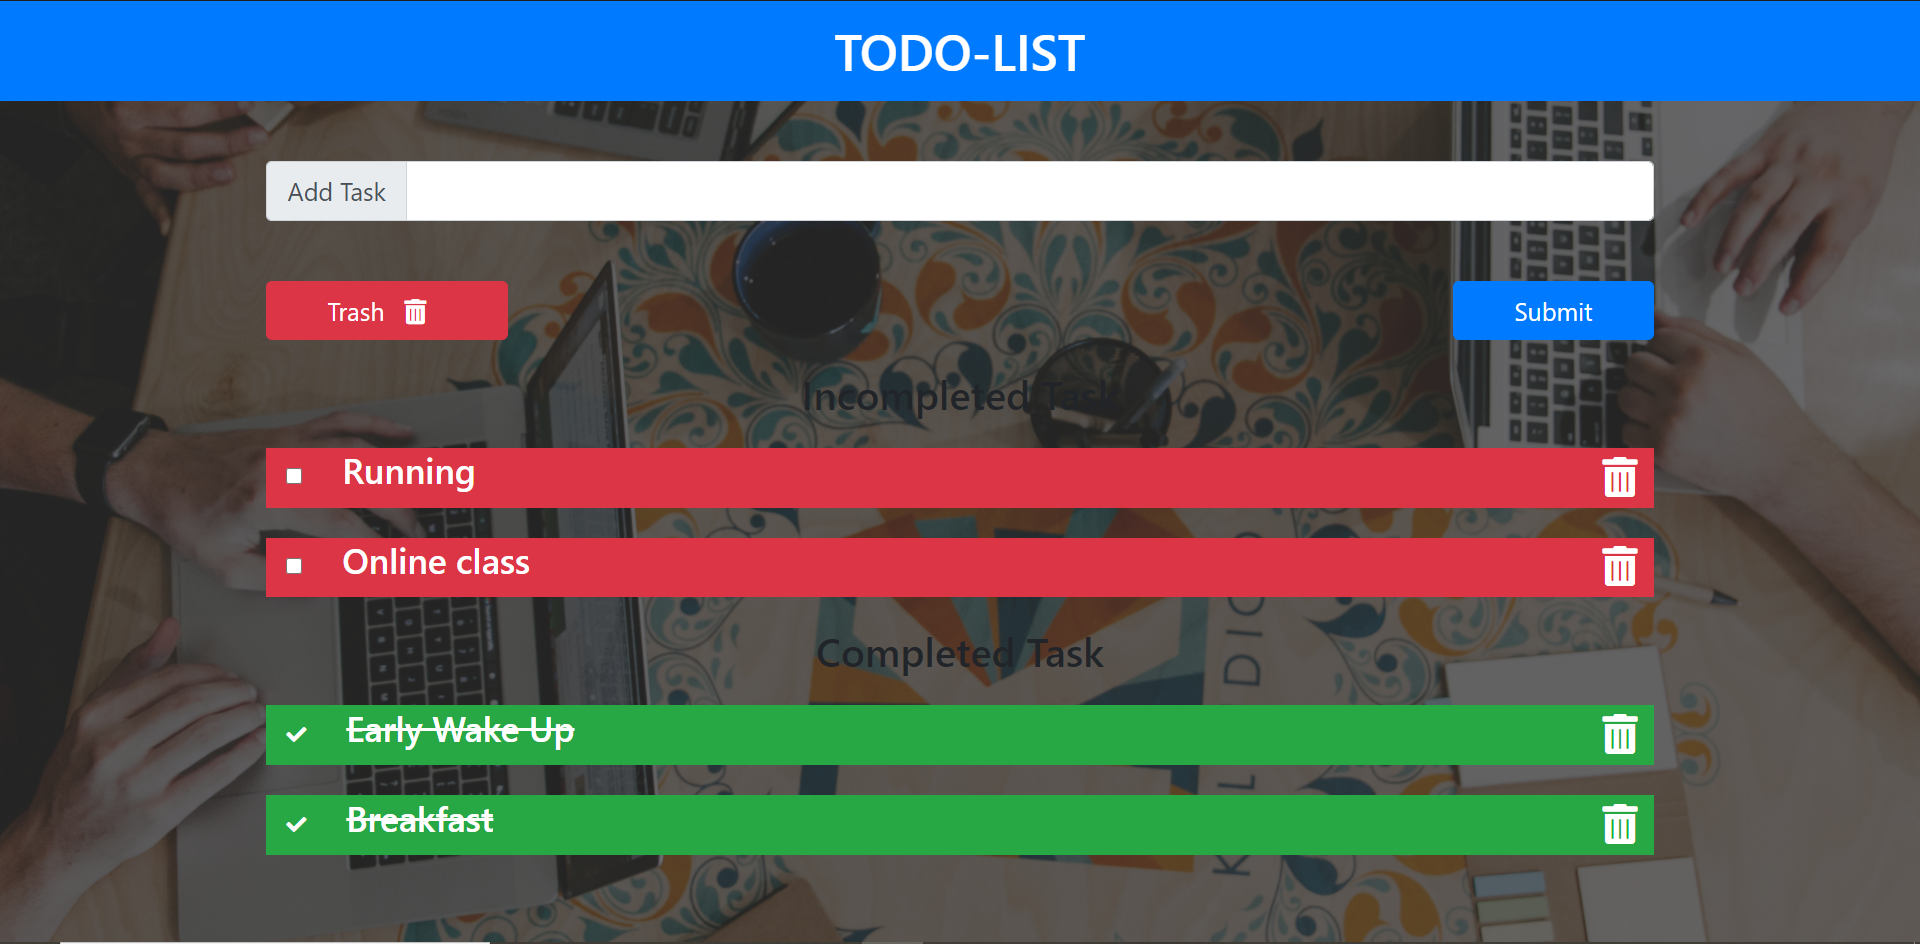 TODO-LIST
Add Task
Trash
Submit
Incompleted Task
Running
Online class
Completed Task
Early Wake Up
Breakfast